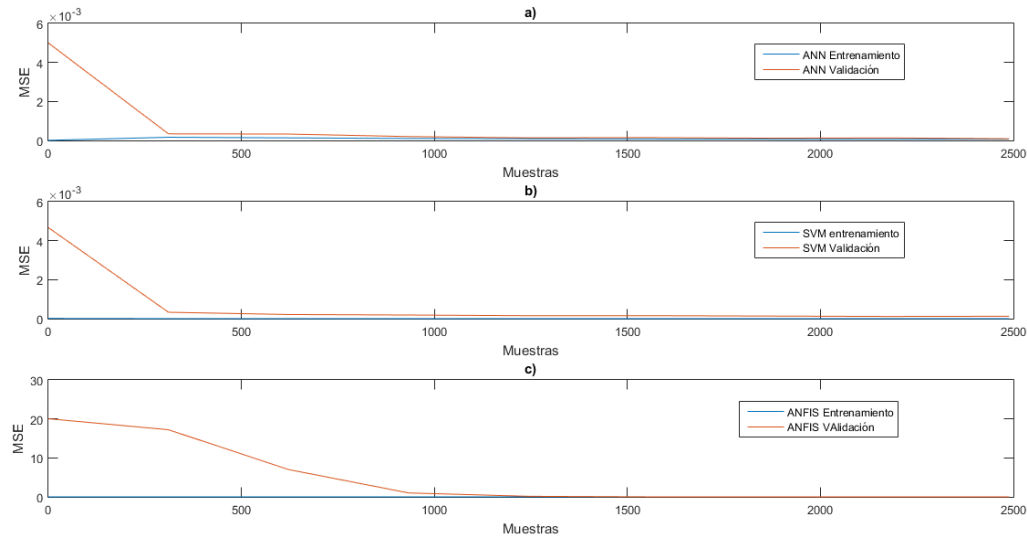 a)
×10⁻³
6
4
2
0
MSE
ANN Entrenamiento
ANN Validación
0 500 1000 1500 2000 2500
Muestras
b)
×10⁻³
6
4
2
0
MSE
SVM entrenamiento
SVM Validación
0 500 1000 1500 2000 2500
Muestras
c)
30
20
10
0
MSE
ANFIS Entrenamiento
ANFIS VAlidación
0 500 1000 1500 2000 2500
Muestras